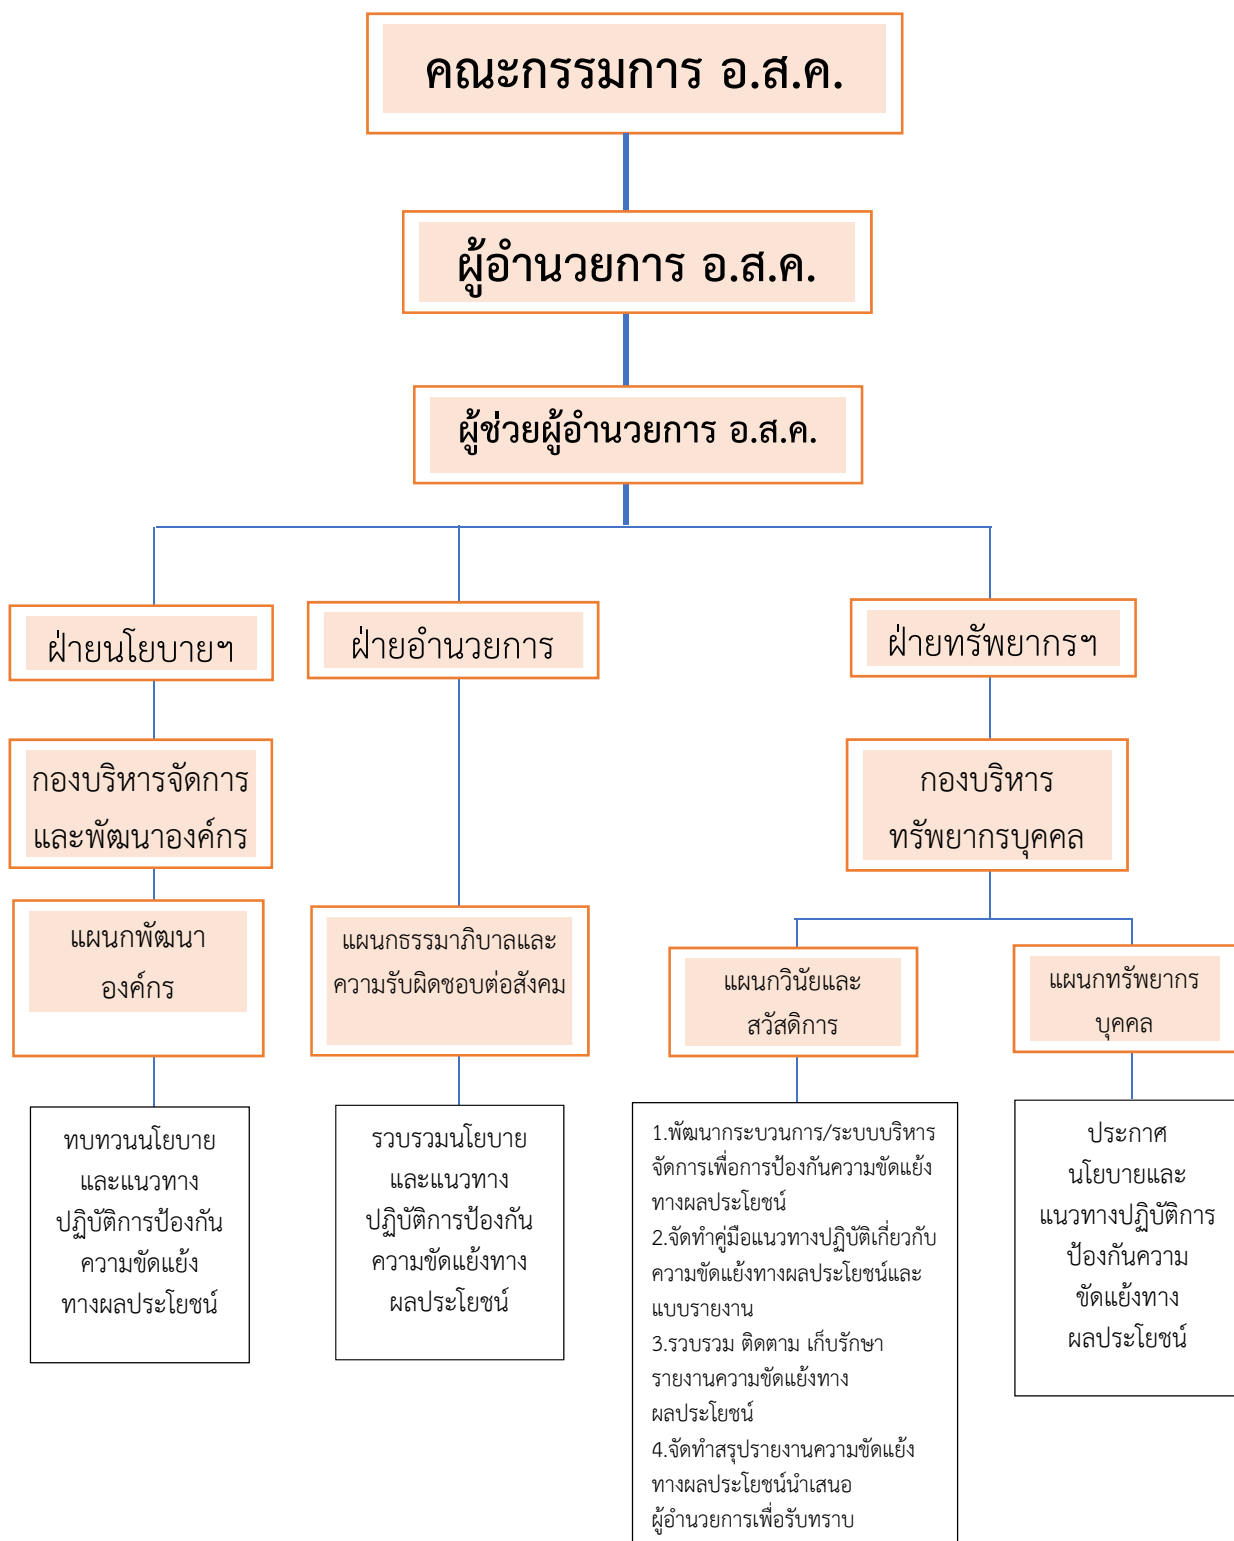 คณะกรรมการ อ.ส.ค.
ผู้อำนวยการ อ.ส.ค.
ผู้ช่วยผู้อำนวยการ อ.ส.ค.
ฝ่ายนโยบายฯ
ฝ่ายอำนวยการ
ฝ่ายทรัพยากรฯ
กองบริหารจัดการ
และพัฒนาองค์กร
กองบริหาร
ทรัพยากรบุคคล
แผนกพัฒนา
องค์กร
แผนกธรรมาภิบาลและ
ความรับผิดชอบต่อสังคม
แผนกวินัยและ
สวัสดิการ
แผนกทรัพยากร
บุคคล
ทบทวนนโยบาย
และแนวทาง
ปฏิบัติการป้องกัน
ความขัดแย้ง
ทางผลประโยชน์
รวบรวมนโยบาย
และแนวทาง
ปฏิบัติการป้องกัน
ความขัดแย้งทาง
ผลประโยชน์
1.พัฒนากระบวนการ/ระบบบริหาร
จัดการเพื่อการป้องกันความขัดแย้ง
ทางผลประโยชน์
2.จัดทำคู่มือแนวทางปฏิบัติเกี่ยวกับ
ความขัดแย้งทางผลประโยชน์และ
แบบรายงาน
3.รวบรวม ติดตาม เก็บรักษา
รายงานความขัดแย้งทาง
ผลประโยชน์
4.จัดทำสรุปรายงานความขัดแย้ง
ทางผลประโยชน์นำเสนอ
ผู้อำนวยการเพื่อรับทราบ
ประกาศ
นโยบายและ
แนวทางปฏิบัติการ
ป้องกันความ
ขัดแย้งทาง
ผลประโยชน์